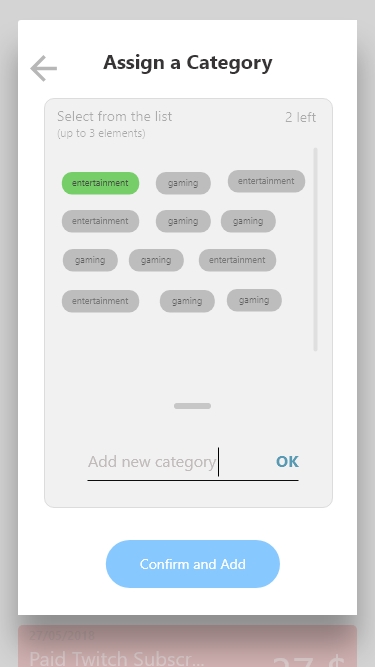 Assign a Category
Select from the list 2 left
(up to 3 elements)
entertainment gaming entertainment
entertainment gaming gaming
gaming gaming entertainment
entertainment gaming gaming
Add new category OK
Confirm and Add
27/05/2018
Paid Twitch Subscr... 27 $